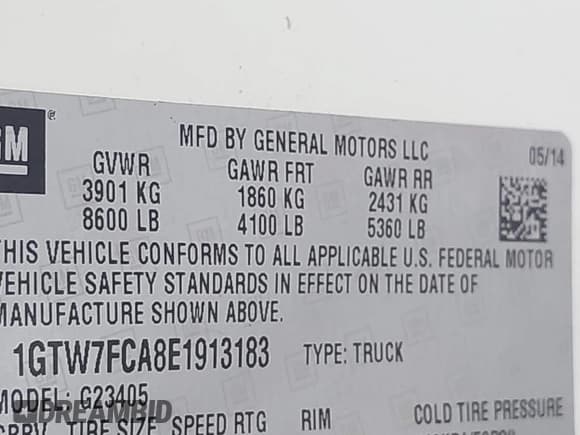 GM ®
MFD BY GENERAL MOTORS LLC 05/14
GVWR GAWR FRT GAWR RR
3901 KG 1860 KG 2431 KG
8600 LB 4100 LB 5360 LB
THIS VEHICLE CONFORMS TO ALL APPLICABLE U.S. FEDERAL MOTOR
VEHICLE SAFETY STANDARDS IN EFFECT ON THE DATE OF
MANUFACTURE SHOWN ABOVE.
1GTW7FCA8E1913183 TYPE: TRUCK
MODEL: G23405
DREAMBID
TIRE SIZE SPEED RTG RIM COLD TIRE PRESSURE